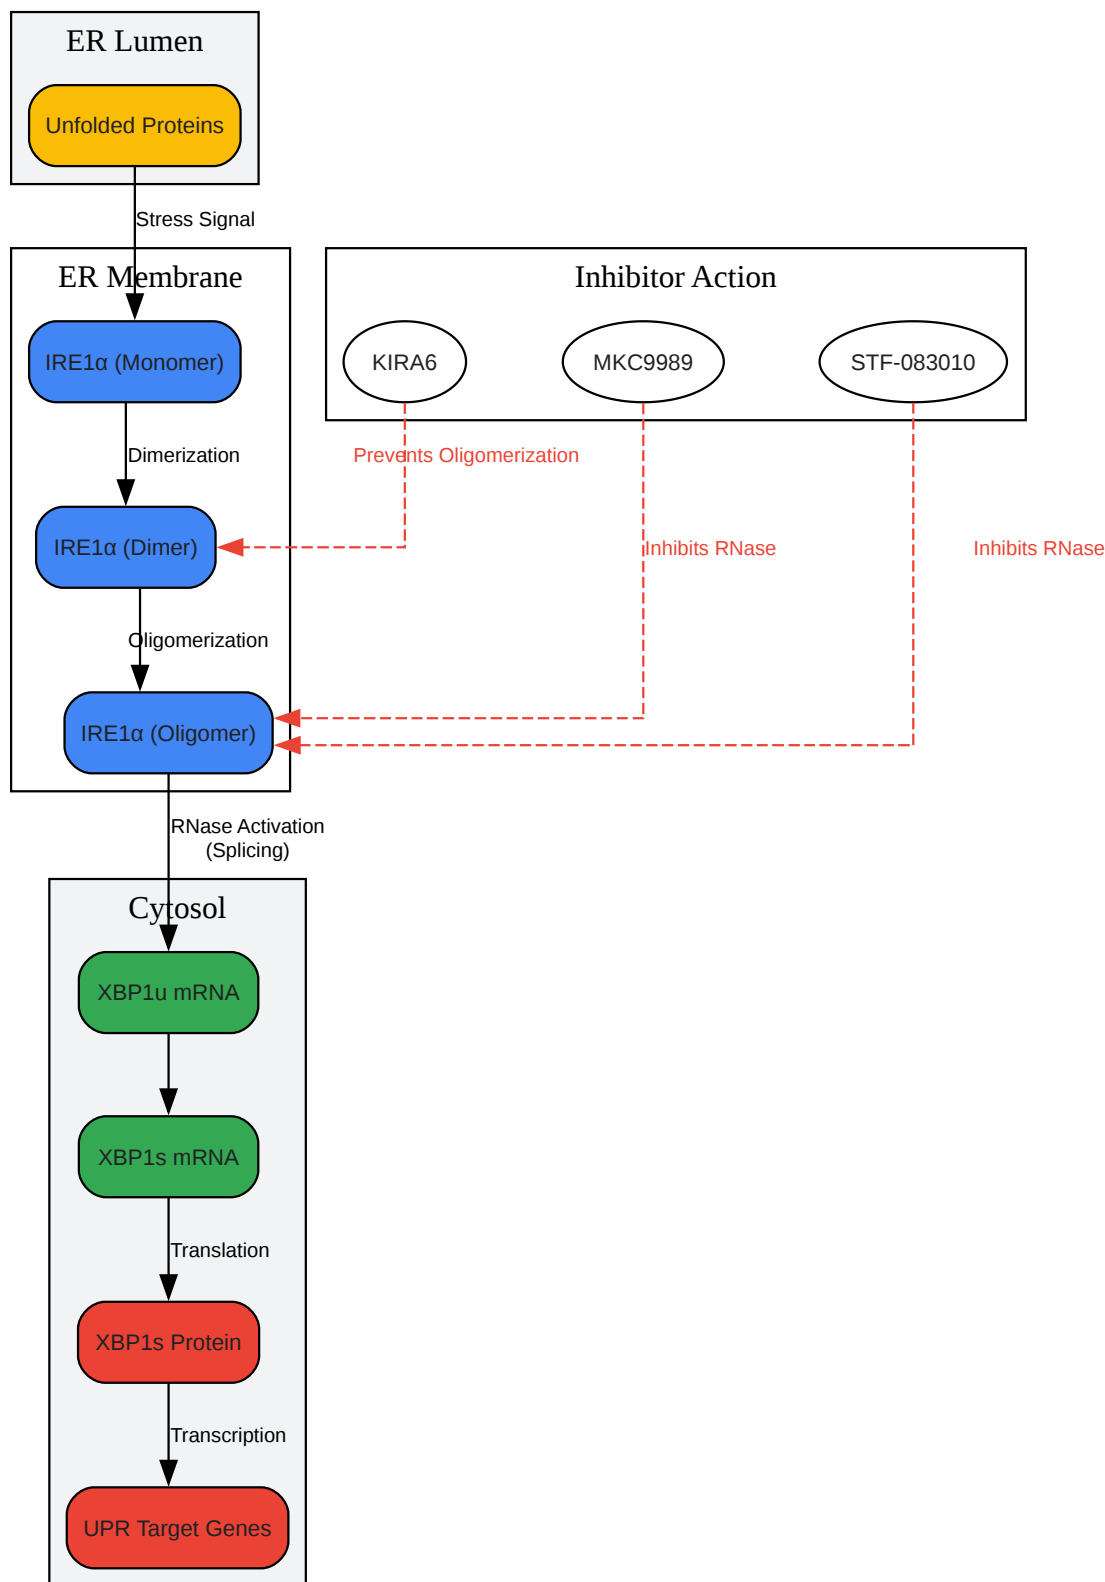 ER Lumen
Unfolded Proteins
Stress Signal
ER Membrane
Inhibitor Action
IRE1α (Monomer)
KIRA6
MKC9989
STF-083010
Dimerization
Prevents Oligomerization
IRE1α (Dimer)
Inhibits RNase
Inhibits RNase
Oligomerization
IRE1α (Oligomer)
RNase Activation
(Splicing)
Cytosol
XBP1u mRNA
XBP1s mRNA
Translation
XBP1s Protein
Transcription
UPR Target Genes